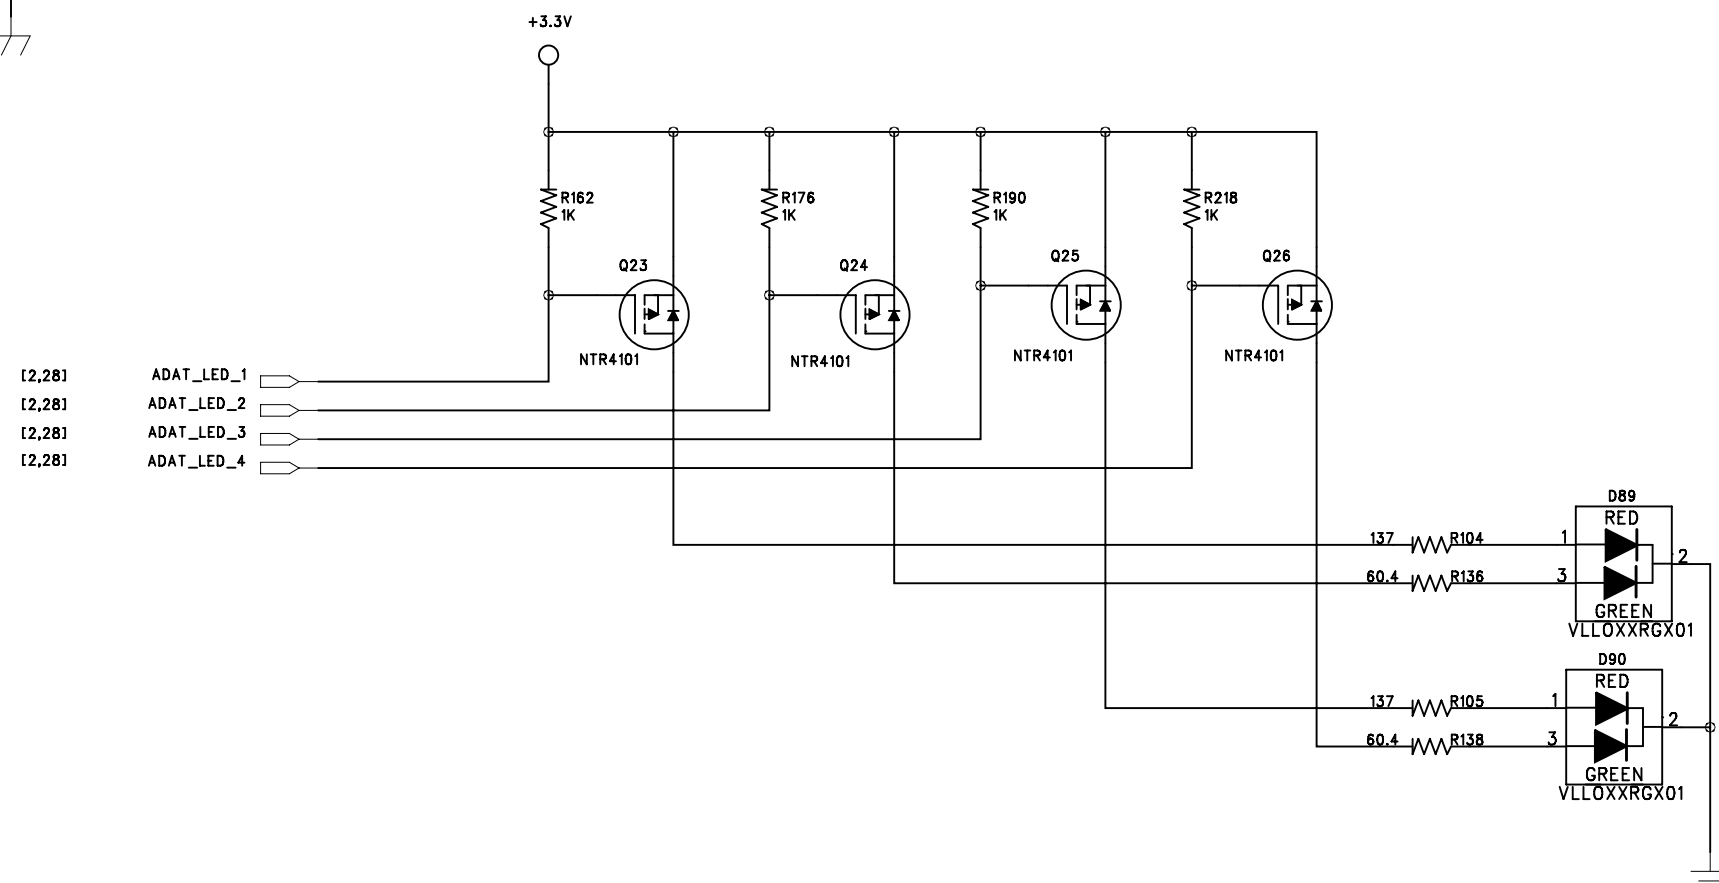 +3.3V
R162
1K
R176
1K
R190
1K
R218
1K
Q23
Q24
Q25
Q26
NTR4101
NTR4101
NTR4101
NTR4101
[2,28] ADAT_LED_1
[2,28] ADAT_LED_2
[2,28] ADAT_LED_3
[2,28] ADAT_LED_4
D89
RED
137 R104 1
2
60.4 R136 3
GREEN
VLLOXXRGX01
D90
RED
137 R105 1
2
60.4 R138 3
GREEN
VLLOXXRGX01